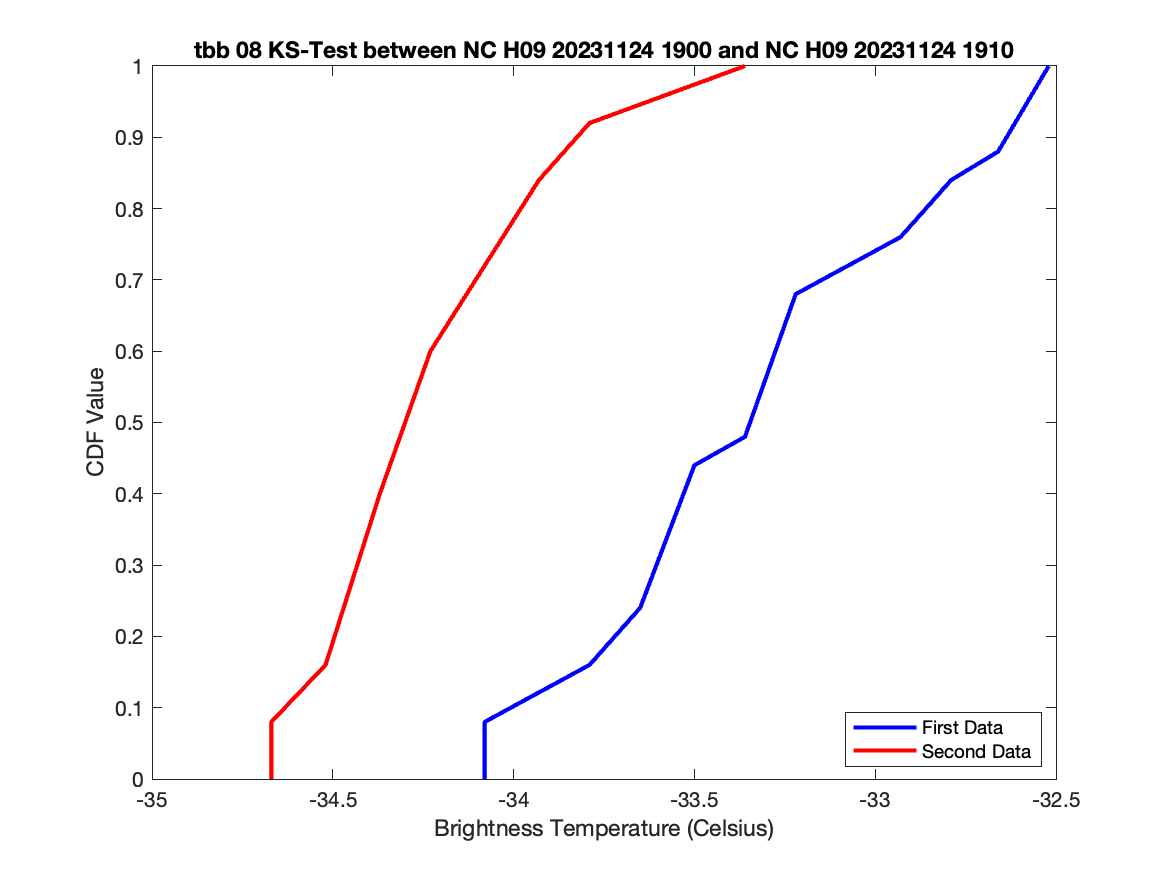 tbb 08 KS-Test between NC H09 20231124 1900 and NC H09 20231124 1910
1
0.9
0.8
0.7
0.6
0.5
0.4
0.3
0.2
0.1
0
CDF Value
First Data
Second Data
-35 -34.5 -34 -33.5 -33 -32.5
Brightness Temperature (Celsius)